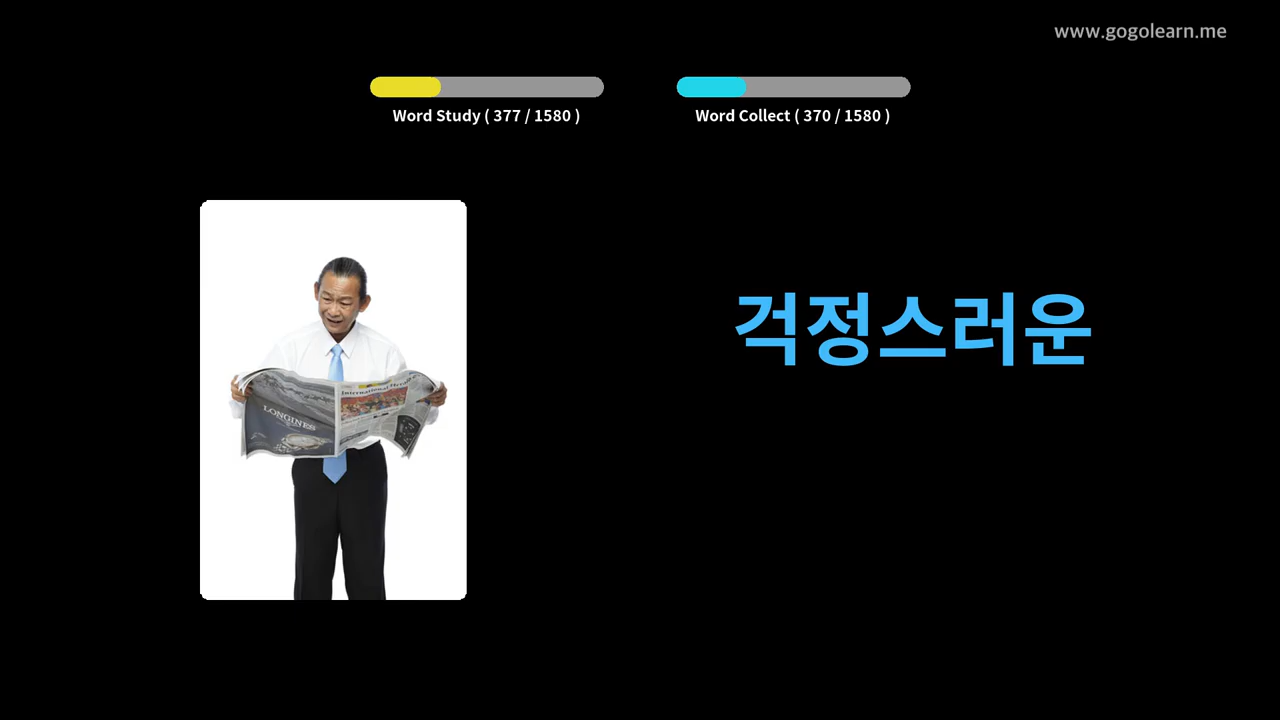 www.gogolearn.me
Word Study ( 377 / 1580 )
Word Collect ( 370 / 1580 )
걱정스러운
LONGINES
International Herald